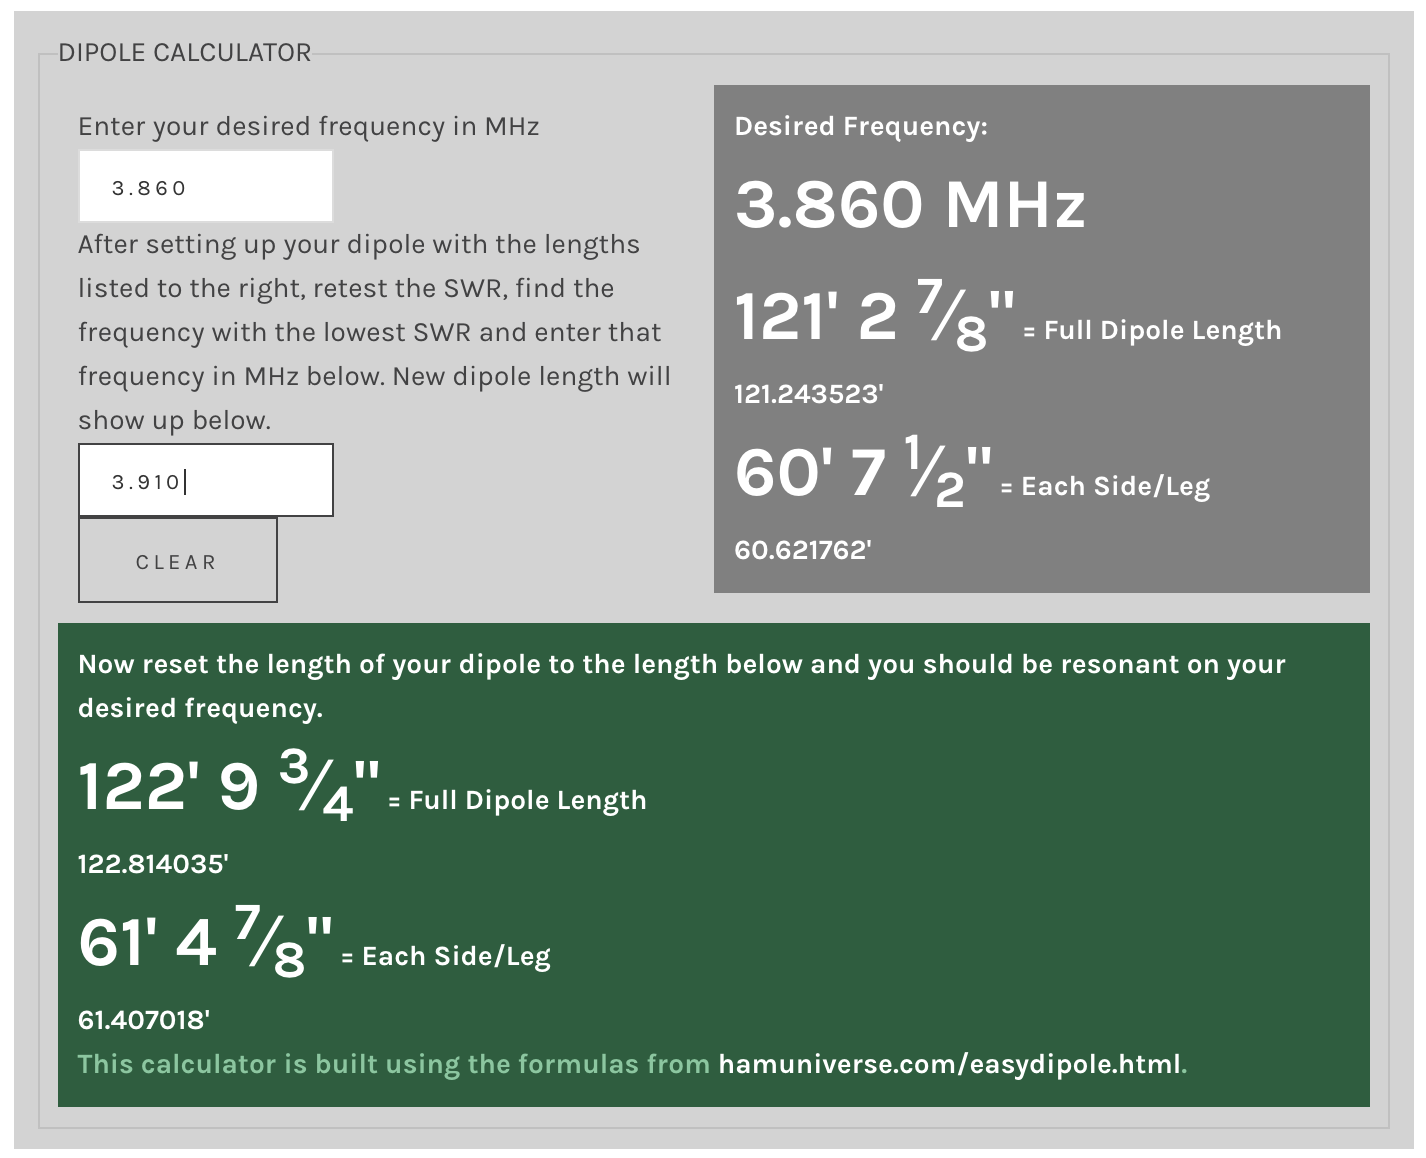 DIPOLE CALCULATOR
Enter your desired frequency in MHz
3.860
After setting up your dipole with the lengths
listed to the right, retest the SWR, find the
frequency with the lowest SWR and enter that
frequency in MHz below. New dipole length will
show up below.
3.910
CLEAR
Desired Frequency:
3.860 MHz
121' 2 7⁄8" = Full Dipole Length
121.243523'
60' 7 1⁄2" = Each Side/Leg
60.621762'
Now reset the length of your dipole to the length below and you should be resonant on your
desired frequency.
122' 9 3⁄4" = Full Dipole Length
122.814035'
61' 4 7⁄8" = Each Side/Leg
61.407018'
This calculator is built using the formulas from hamuniverse.com/easydipole.html.